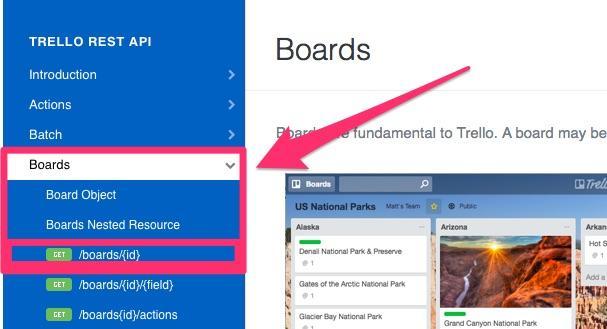 TRELLO REST API
Introduction
Actions
Batch
Boards
Board Object
Boards Nested Resource
GET /boards/{id}
GET /boards/{id}/{field}
GET /boards{id}/actions
Boards
fundamental to Trello. A board may be
Boards
Trello
US National Parks Matt's Team Public
Alaska
Denali National Park & Preserve
1
Gates of the Arctic National Park
1
Glacier Bay National Park
Arizona
Grand Canyon National Park
1
Arkan
Hot S
1
Add a